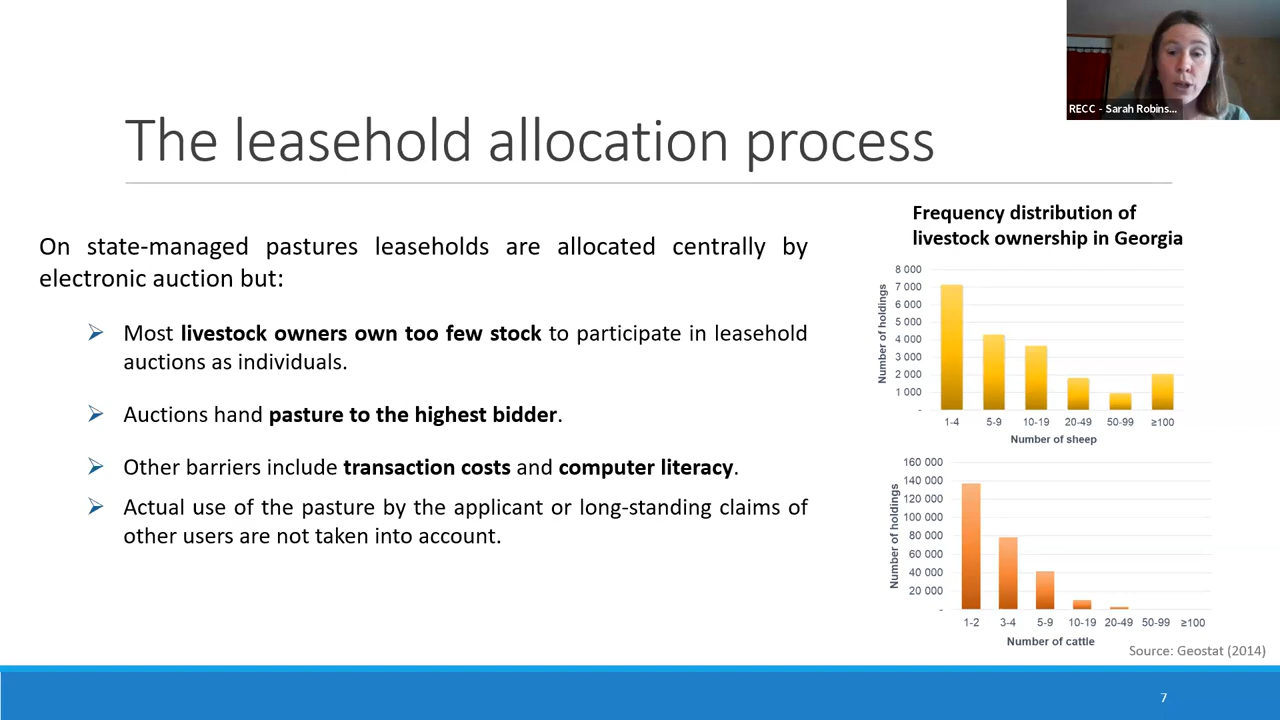 RECC - Sarah Robins...
The leasehold allocation process
On state-managed pastures leaseholds are allocated centrally by
electronic auction but:
Most livestock owners own too few stock to participate in leasehold
auctions as individuals.
Auctions hand pasture to the highest bidder.
Other barriers include transaction costs and computer literacy.
Actual use of the pasture by the applicant or long-standing claims of
other users are not taken into account.
Frequency distribution of
livestock ownership in Georgia
Number of holdings
8 000
7 000
6 000
5 000
4 000
3 000
2 000
1 000
-
1-4 5-9 10-19 20-49 50-99 ≥100
Number of sheep
Number of holdings
160 000
140 000
120 000
100 000
80 000
60 000
40 000
20 000
-
1-2 3-4 5-9 10-19 20-49 50-99 ≥100
Number of cattle
Source: Geostat (2014)
7